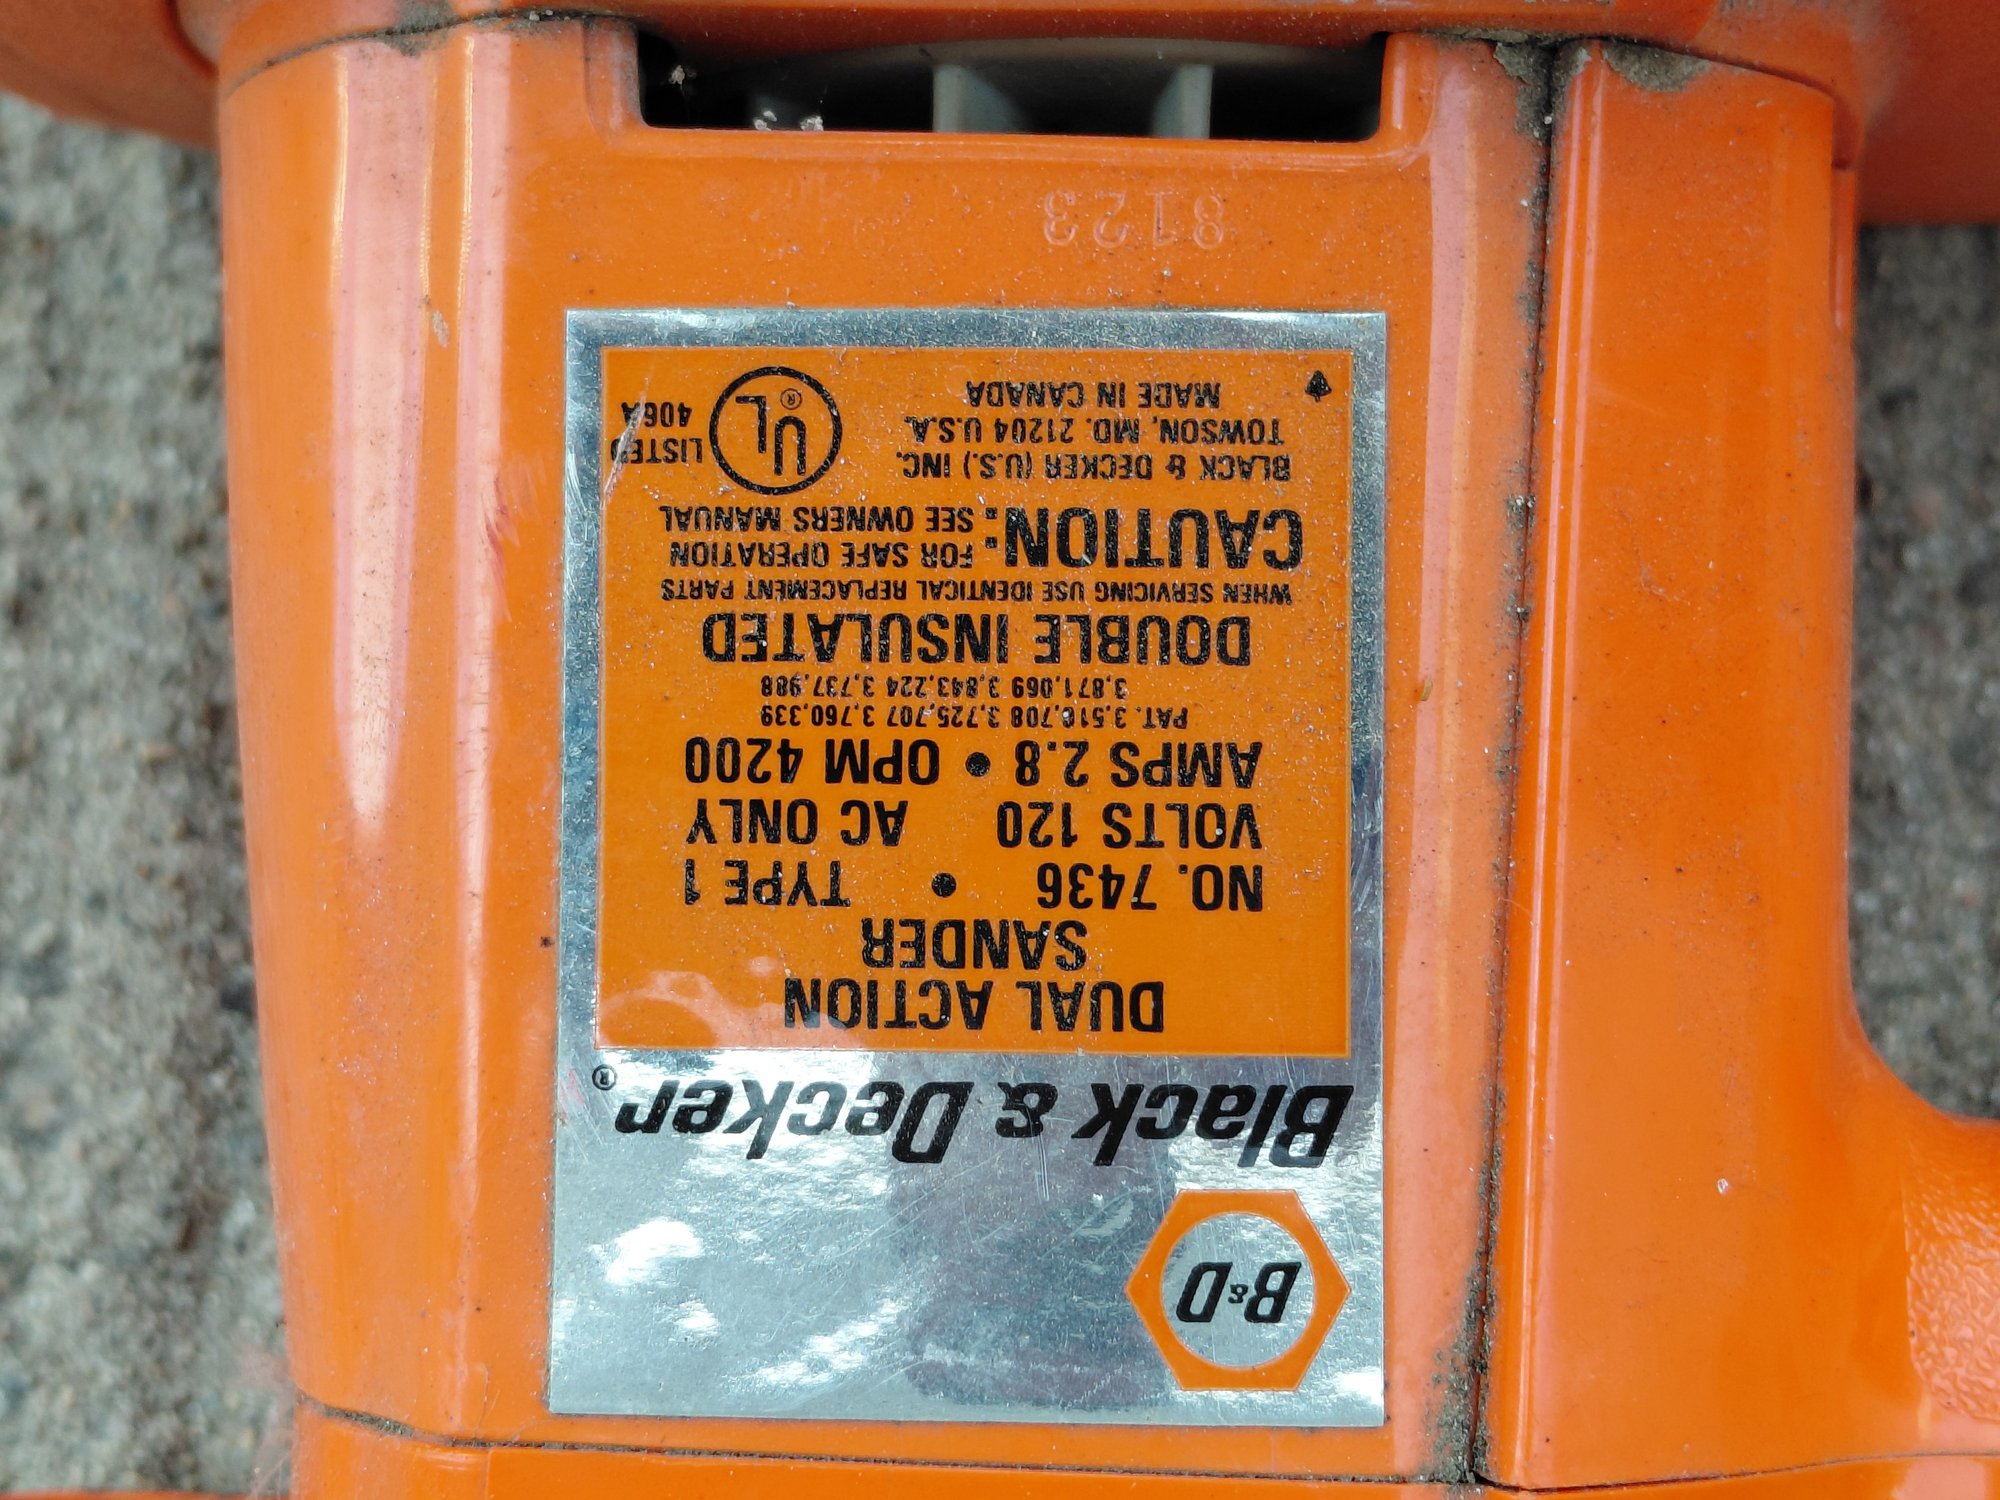 B&D
Black & Decker®
DUAL ACTION
SANDER
NO. 7436 • TYPE 1
VOLTS 120 AC ONLY
AMPS 2.8 • OPM 4200
PAT. 3,510,708 3,725,707 3,760,339
3,871,069 3,843,224 3,737,988
DOUBLE INSULATED
WHEN SERVICING USE IDENTICAL REPLACEMENT PARTS
CAUTION: FOR SAFE OPERATION
SEE OWNERS MANUAL
BLACK & DECKER (U.S.) INC.
TOWSON, MD. 21204 U.S.A.
MADE IN CANADA
UL®
LISTED
406A
8123